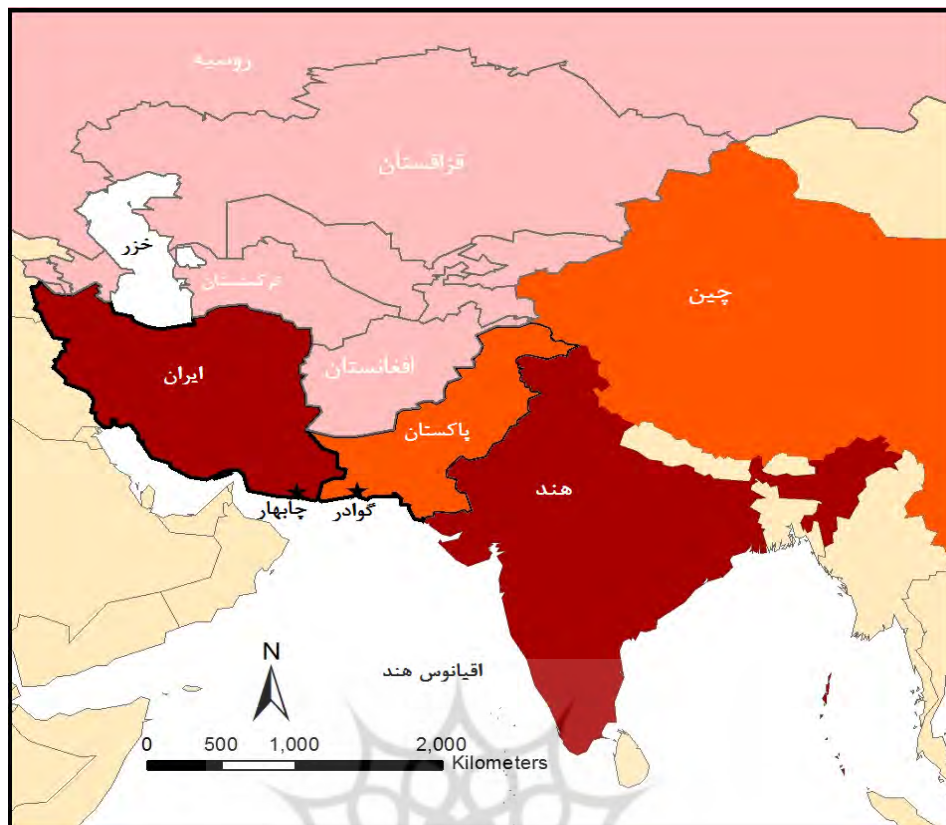 روسیه
قزاقستان
خزر
ترکمنستان
چین
ایران
افغانستان
پاکستان
هند
چابهار
گوادر
اقیانوس هند
N
0 500 1,000 2,000
Kilometers